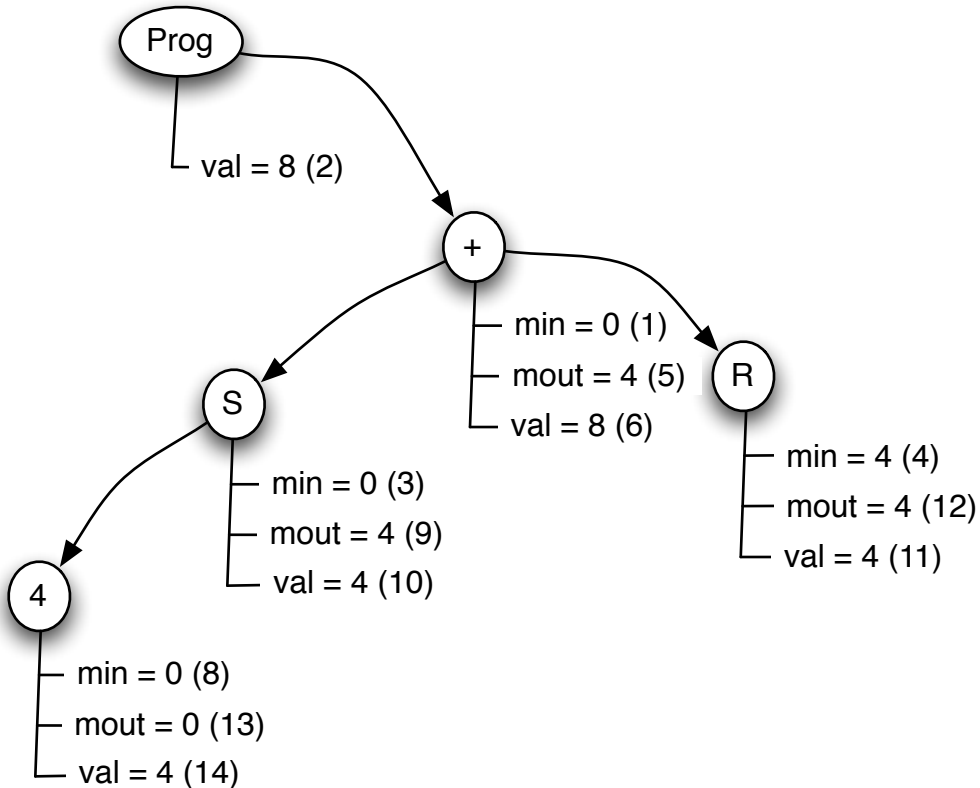 Prog
val = 8 (2)
+
min = 0 (1)
mout = 4 (5)
val = 8 (6)
R
min = 4 (4)
mout = 4 (12)
val = 4 (11)
S
min = 0 (3)
mout = 4 (9)
val = 4 (10)
4
min = 0 (8)
mout = 0 (13)
val = 4 (14)